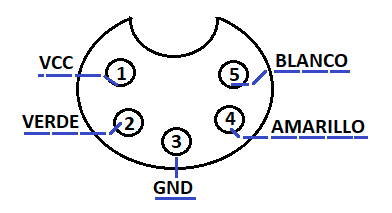 VCC 1 5 BLANCO
VERDE 2 4 AMARILLO
3
GND